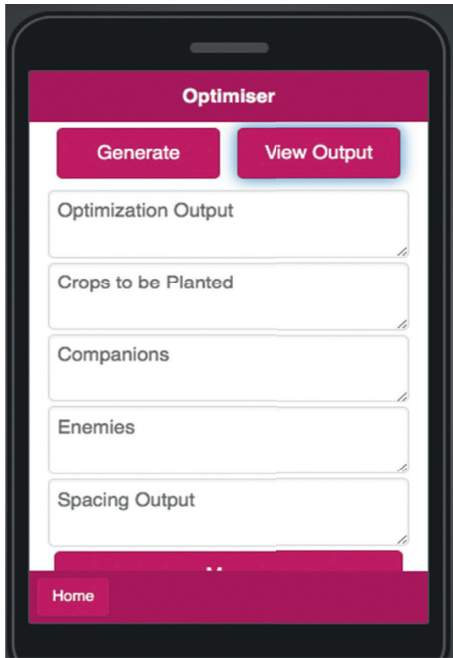 Optimiser
Generate View Output
Optimization Output
Crops to be Planted
Companions
Enemies
Spacing Output
Home